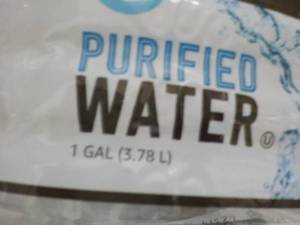 PURIFIED
WATER
1 GAL (3.78 L)